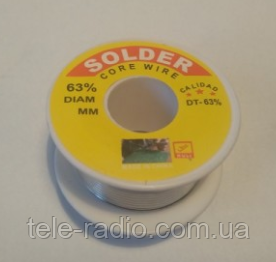 SOLDER
CORE WIRE
63%
DIAM
MM
CALIDAD
DT-63%
tele-radio.com.ua